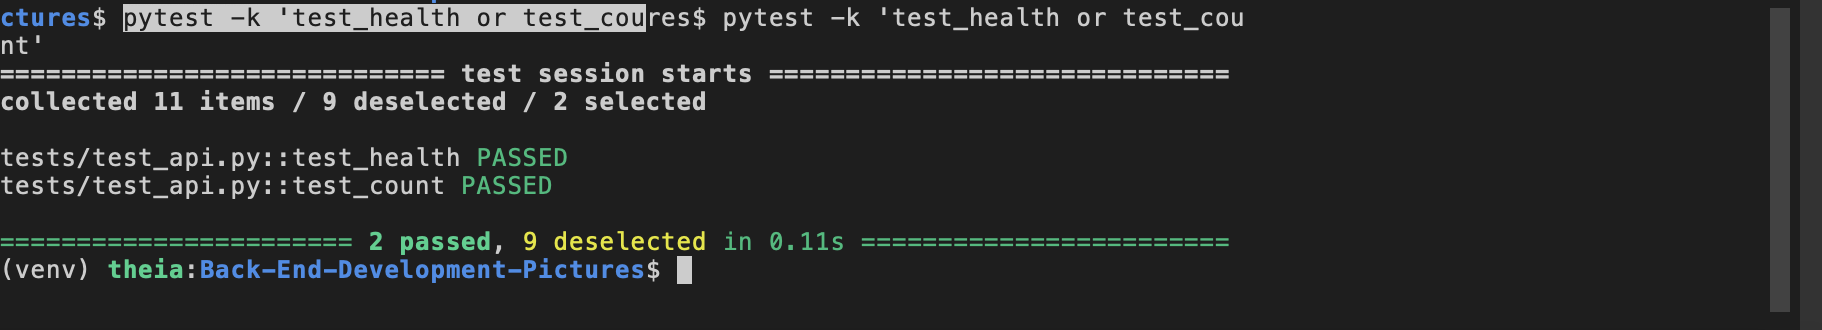 ctures$ pytest -k 'test_health or test_coures$ pytest -k 'test_health or test_cou
nt'
============================= test session starts ==============================
collected 11 items / 9 deselected / 2 selected
tests/test_api.py::test_health PASSED
tests/test_api.py::test_count PASSED
======================= 2 passed, 9 deselected in 0.11s ========================
(venv) theia:Back-End-Development-Pictures$